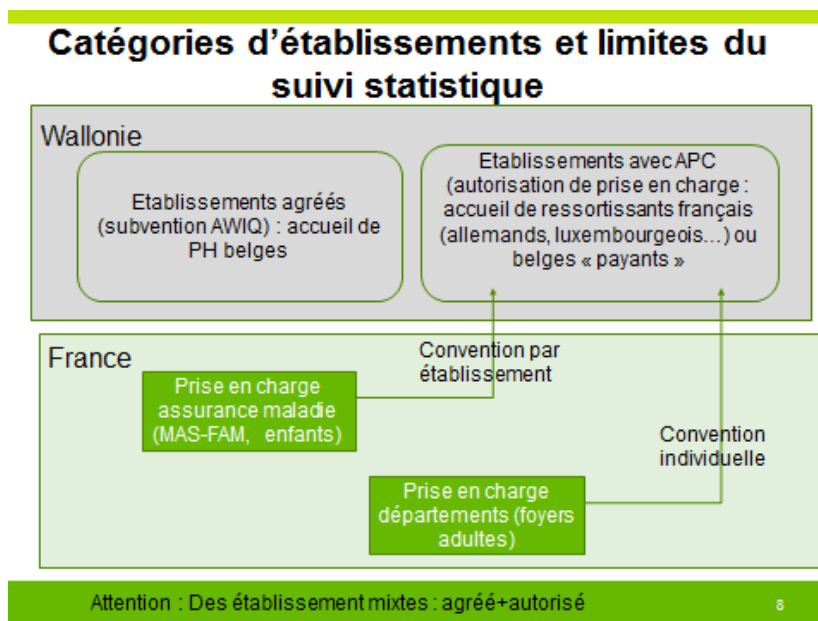 Catégories d'établissements et limites du
suivi statistique
Wallonie
Etablissements agréés
(subvention AWIQ) : accueil de
PH belges
Etablissements avec APC
(autorisation de prise en charge :
accueil de ressortissants français
(allemands, luxembourgeois...) ou
belges « payants »
France
Convention par
établissement
Prise en charge
assurance maladie
(MAS-FAM, enfants)
Convention
individuelle
Prise en charge
départements (foyers
adultes)
Attention : Des établissement mixtes : agréé+autorisé
8